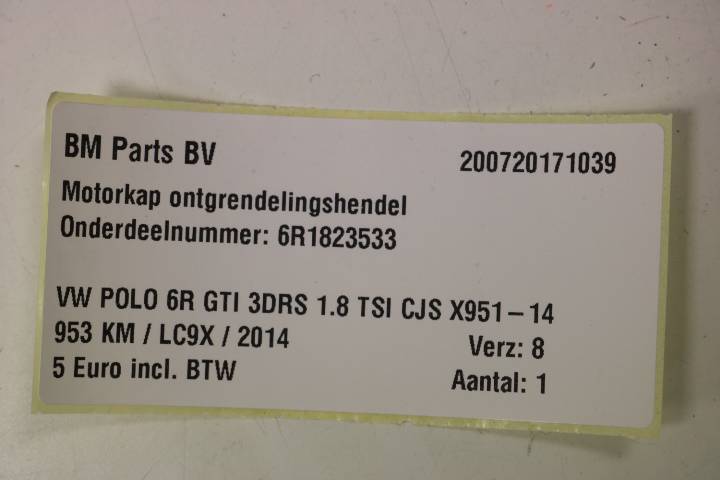 BM Parts BV 200720171039
Motorkap ontgrendelingshendel
Onderdeelnummer: 6R1823533
VW POLO 6R GTI 3DRS 1.8 TSI CJS X951-14
953 KM / LC9X / 2014 Verz: 8
5 Euro incl. BTW Aantal: 1